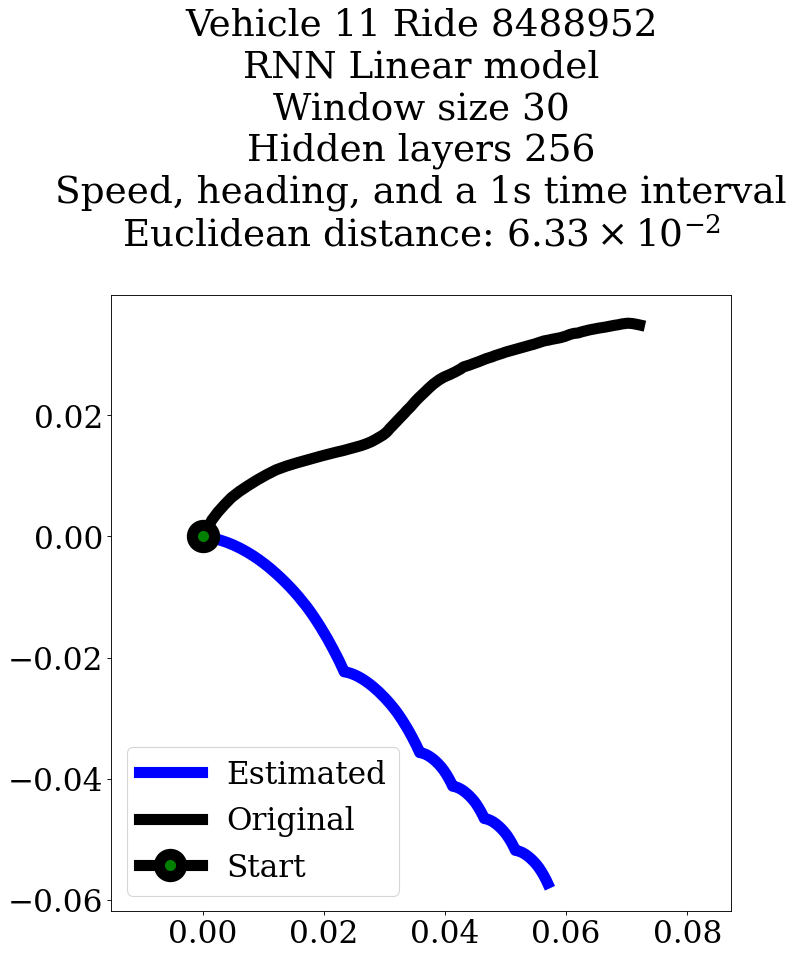 Vehicle 11 Ride 8488952
RNN Linear model
Window size 30
Hidden layers 256
Speed, heading, and a 1s time interval
Euclidean distance: 6.33 × 10⁻²
0.02
0.00
−0.02
−0.04
−0.06
Estimated
Original
Start
0.00 0.02 0.04 0.06 0.08